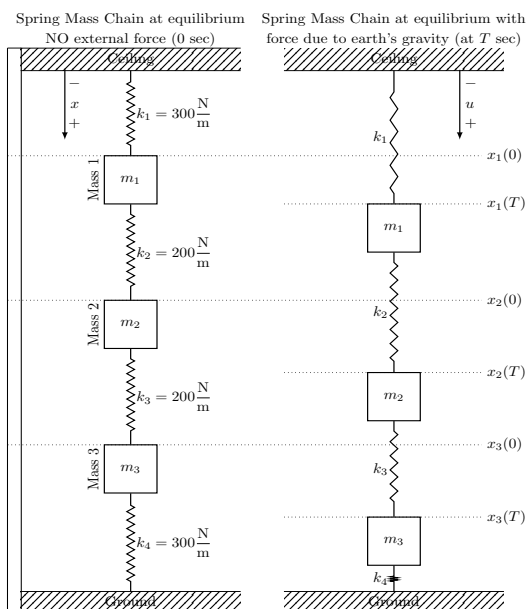 Spring Mass Chain at equilibrium
NO external force (0 sec)
Spring Mass Chain at equilibrium with
force due to earth's gravity (at T sec)
Ceiling
−
x
+
k₁ = 300 N/m
Mass 1
m₁
k₂ = 200 N/m
Mass 2
m₂
k₃ = 200 N/m
Mass 3
m₃
k₄ = 300 N/m
Ground
Ceiling
−
u
+
k₁
x₁(0)
x₁(T)
m₁
k₂
x₂(0)
x₂(T)
m₂
x₃(0)
k₃
x₃(T)
m₃
k₄
Ground